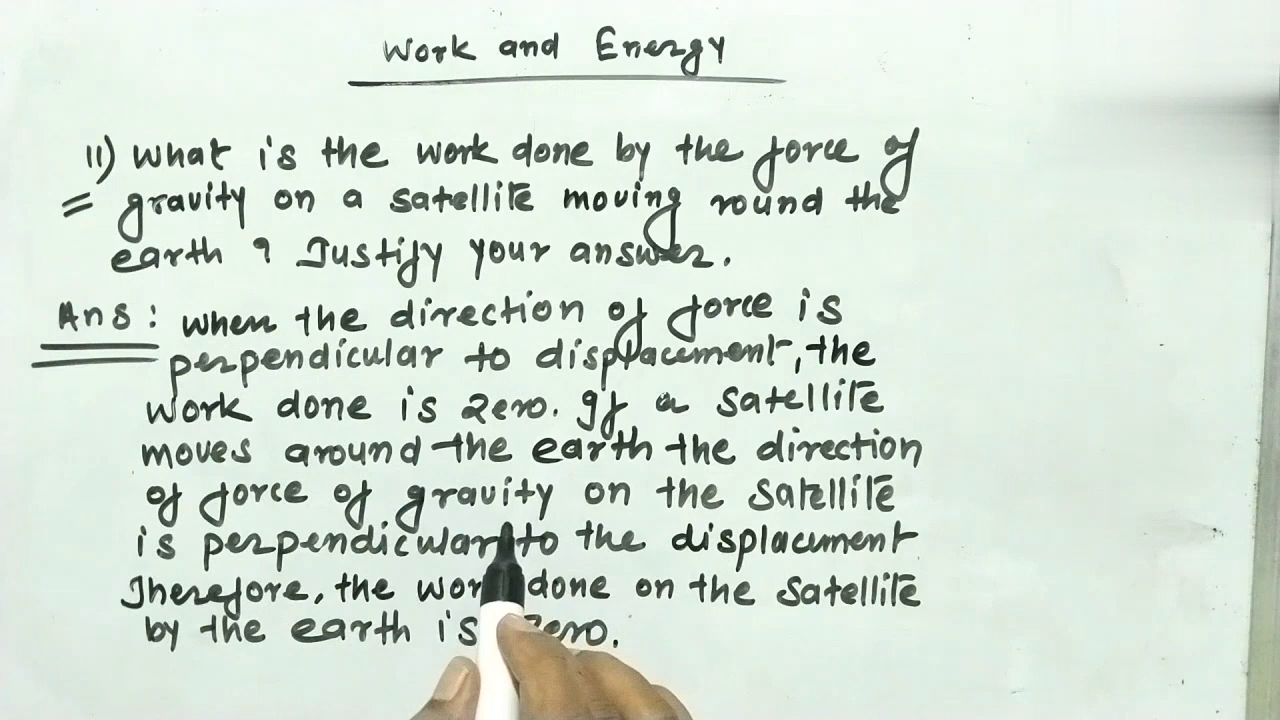 Work and Energy
11) What is the work done by the force of
gravity on a satellite moving round the
earth ? Justify your answer.
Ans : When the direction of force is
perpendicular to displacement, the
work done is zero. If a satellite
moves around the earth the direction
of force of gravity on the satellite
is perpendicular to the displacement
Therefore, the work done on the satellite
by the earth is zero.